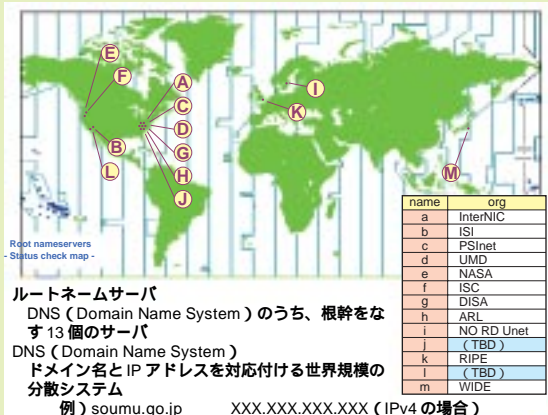 E
F
A
C
D
G
H
J
B
L
I
K
M
Root nameservers
- Status check map -
name org
a InterNIC
b ISI
c PSInet
d UMD
e NASA
f ISC
g DISA
h ARL
i NO RD Unet
j （TBD）
k RIPE
l （TBD）
m WIDE
ルートネームサーバ
DNS（Domain Name System）のうち、根幹をな
す13個のサーバ
DNS（Domain Name System）
ドメイン名とIPアドレスを対応付ける世界規模の
分散システム
例）soumu.go.jp XXX.XXX.XXX.XXX（IPv4の場合）